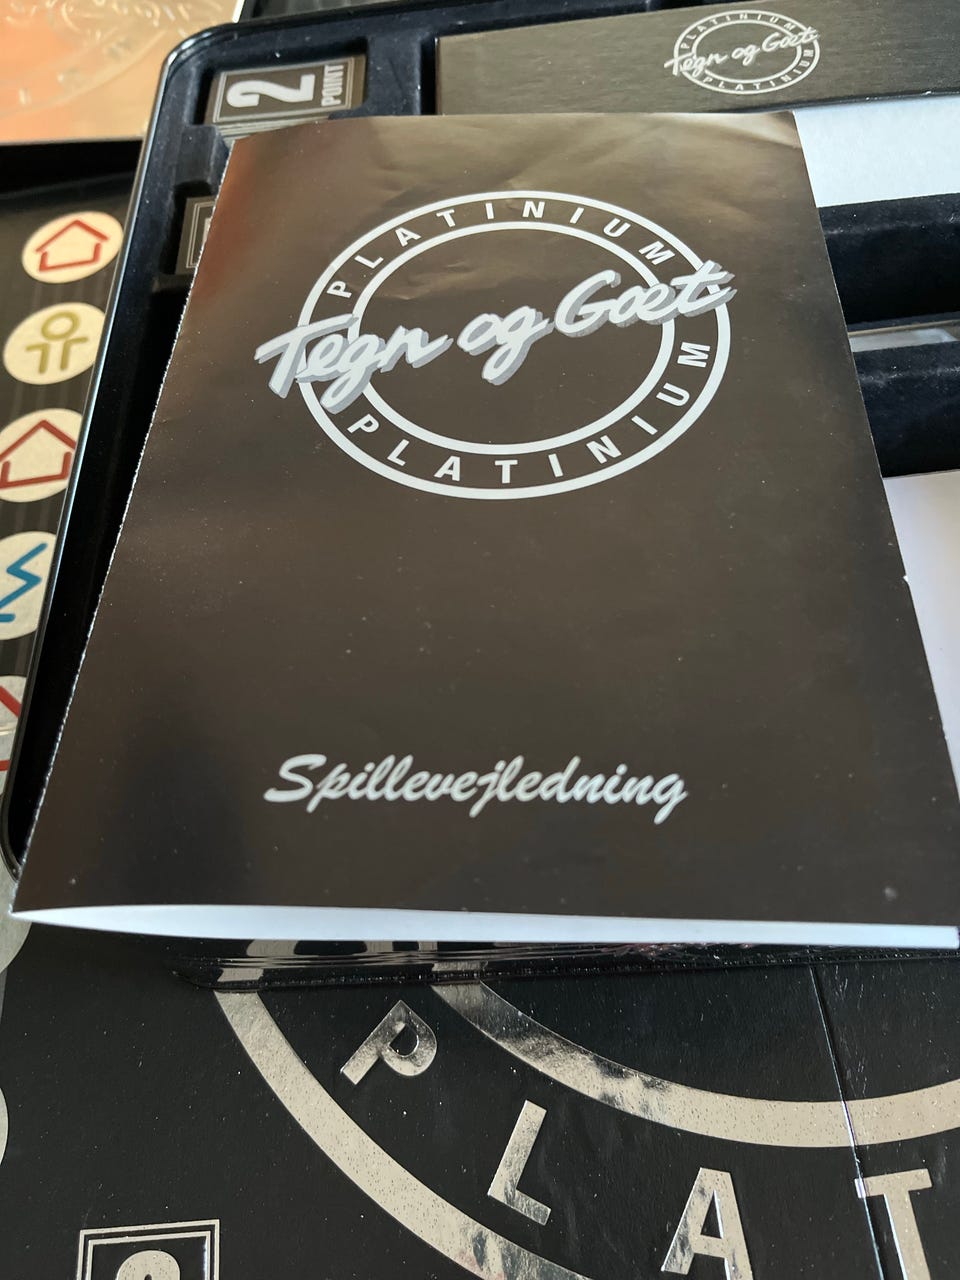 2
POINT
PLATINIUM
Tegn og Gæt
PLATINIUM
PLATINIUM
Tegn og Gæt
PLATINIUM
Spillevejledning
PLAT